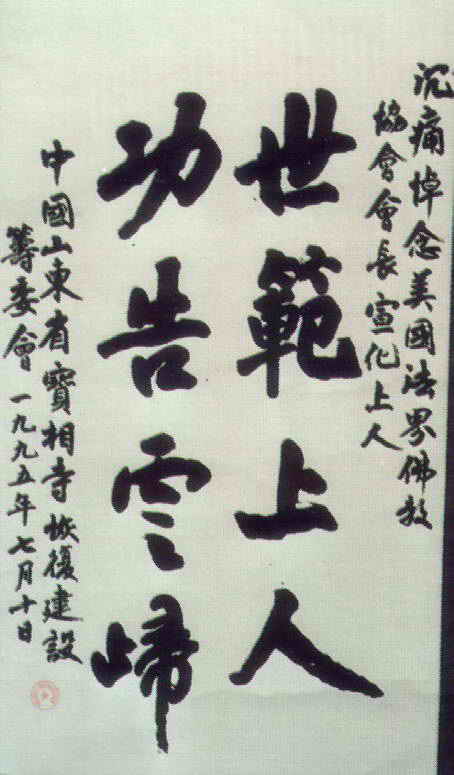 沉痛悼念美國法界佛教
協會會長宣化上人
世範上人
功告雲歸
中國山東省寶相寺恢復建設
籌委會一九九五年七月十日